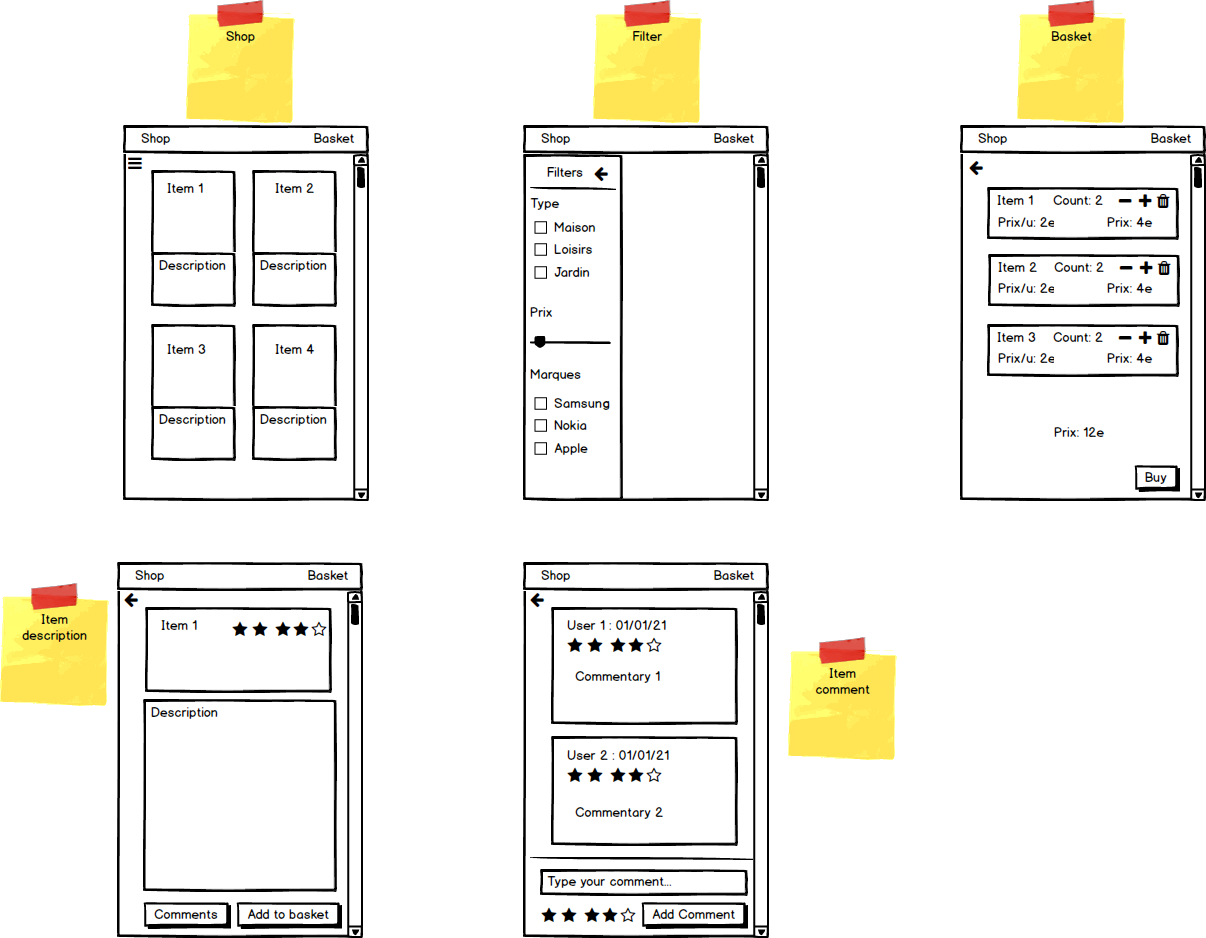 Shop
Filter
Basket
Shop Basket
Item 1 Item 2
Description Description
Item 3 Item 4
Description Description
Shop Basket
Filters
Type
Maison
Loisirs
Jardin
Prix
Marques
Samsung
Nokia
Apple
Shop Basket
Item 1 Count: 2
Prix/u: 2e Prix: 4e
Item 2 Count: 2
Prix/u: 2e Prix: 4e
Item 3 Count: 2
Prix/u: 2e Prix: 4e
Prix: 12e
Buy
Item
description
Shop Basket
Item 1
Description
Comments Add to basket
Shop Basket
User 1 : 01/01/21
Commentary 1
User 2 : 01/01/21
Commentary 2
Type your comment...
Add Comment
Item
comment